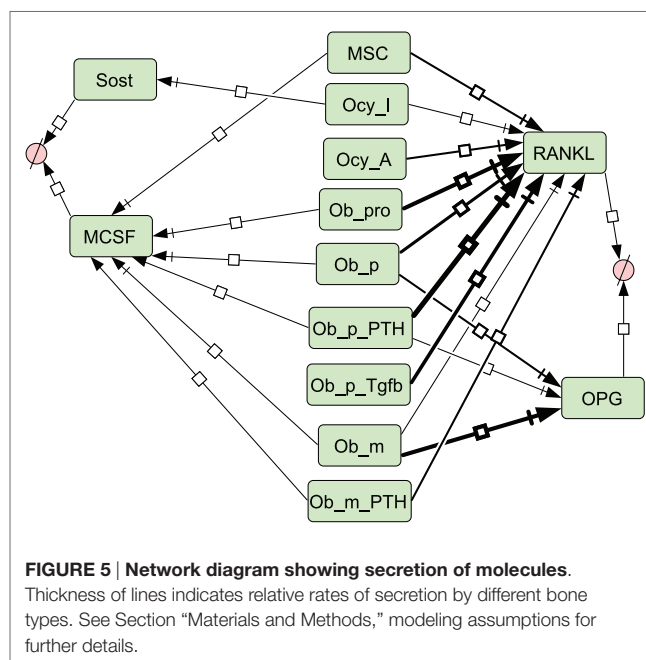 MSC
Sost
Ocy_I
RANKL
Ocy_A
Ob_pro
MCSF
Ob_p
Ob_p_PTH
Ob_p_Tgfb
OPG
Ob_m
Ob_m_PTH
FIGURE 5 | Network diagram showing secretion of molecules.
Thickness of lines indicates relative rates of secretion by different bone
types. See Section “Materials and Methods,” modeling assumptions for
further details.